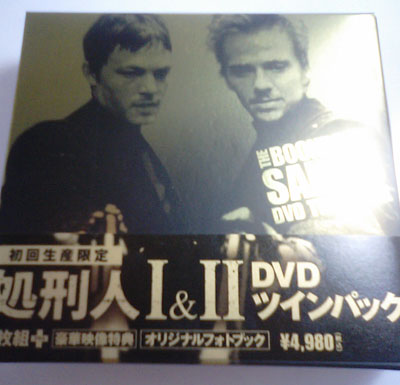 THE
BOO
SA
DVD T
初回生産限定
処刑人 I&II DVD
ツインパック
枚組+ 豪華映像特典 オリジナルフォトブック ¥4,980